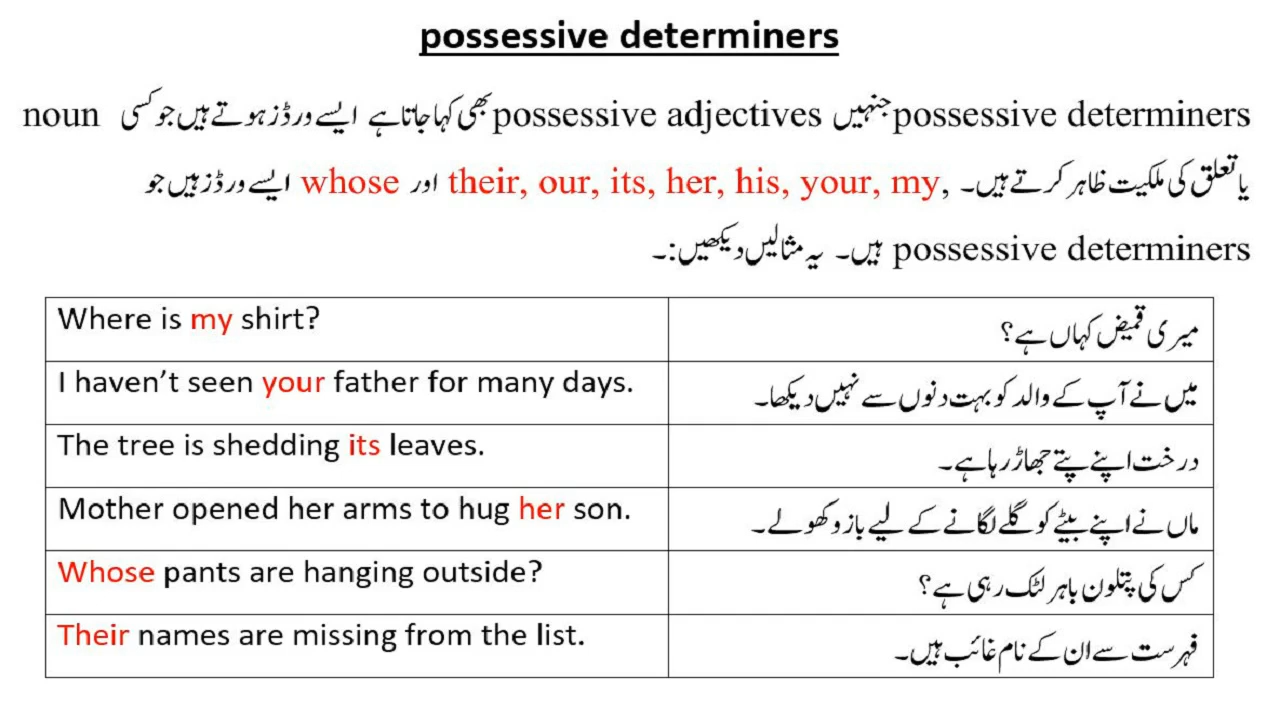 possessive determiners
possessive determiners جنہیں possessive adjectives بھی کہا جاتا ہے ایسے ورڈز ہوتے ہیں جو کسی noun
یا تعلق کی ملکیت ظاہر کرتے ہیں۔ ,my ,your ,his ,her ,its ,our ,their اور whose ایسے ورڈز ہیں جو
possessive determiners ہیں۔ یہ مثالیں دیکھیں:۔
Where is my shirt? میری قمیض کہاں ہے؟
I haven’t seen your father for many days. میں نے آپ کے والد کو بہت دنوں سے نہیں دیکھا۔
The tree is shedding its leaves. درخت اپنے پتے جھاڑ رہا ہے۔
Mother opened her arms to hug her son. ماں نے اپنے بیٹے کو گلے لگانے کے لیے بازو کھولے۔
Whose pants are hanging outside? کس کی پتلون باہر لٹک رہی ہے؟
Their names are missing from the list. فہرست سے ان کے نام غائب ہیں۔